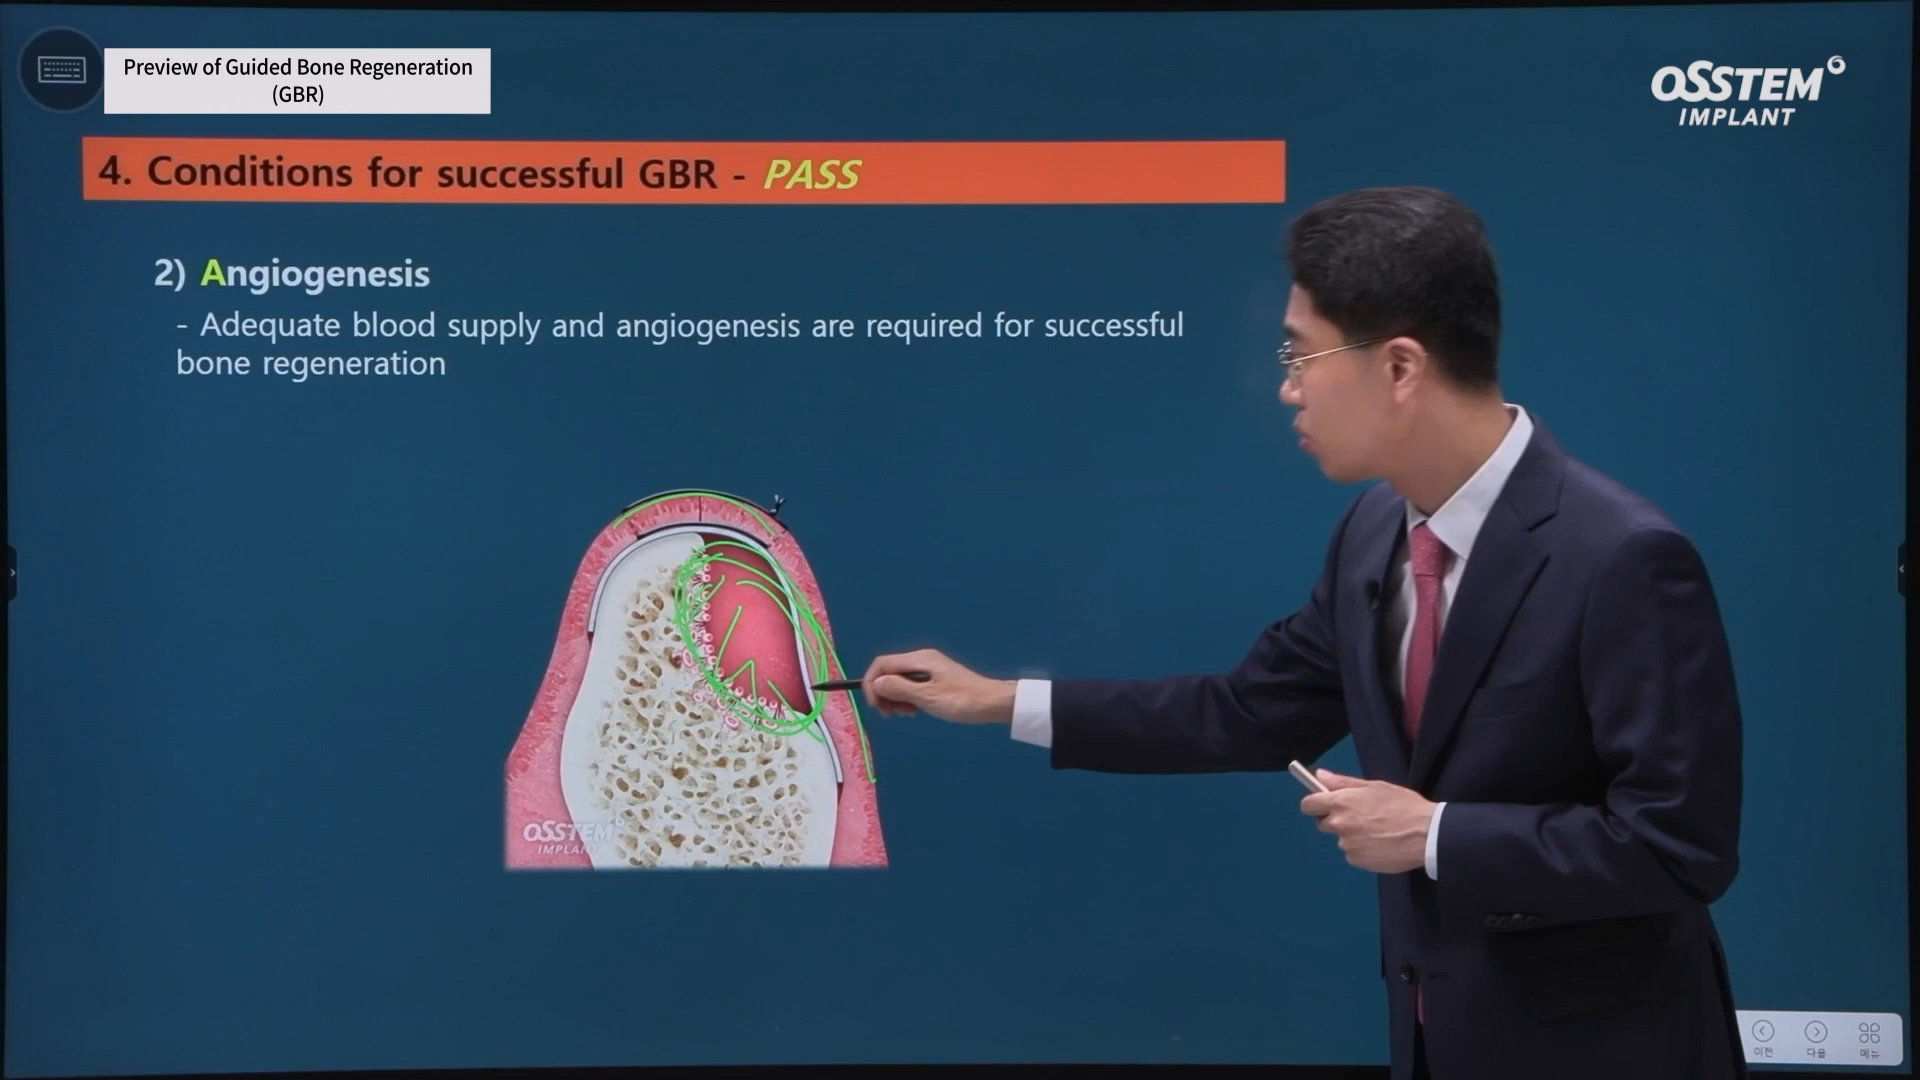 Preview of Guided Bone Regeneration
(GBR)
OSSTEM
IMPLANT
4. Conditions for successful GBR - PASS
2) Angiogenesis
- Adequate blood supply and angiogenesis are required for successful
bone regeneration
OSSTEM
IMPLANT
이전 다음 메뉴